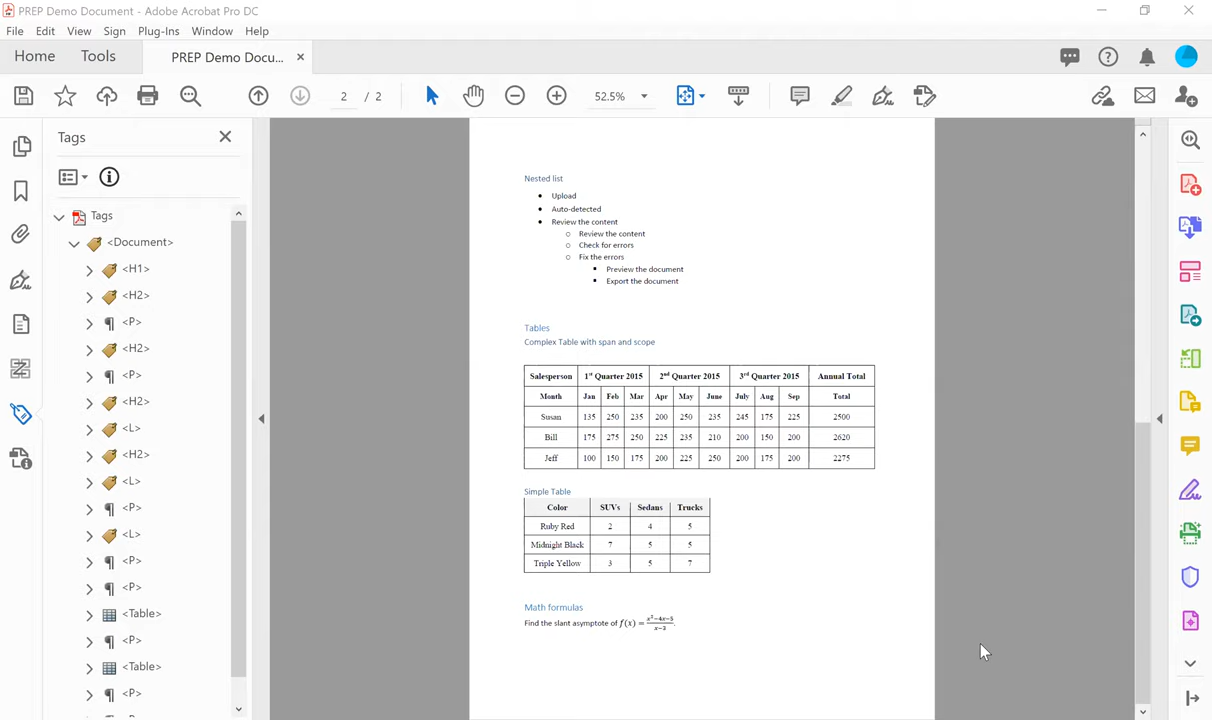 PREP Demo Document - Adobe Acrobat Pro DC
File Edit View Sign Plug-Ins Window Help
Home Tools PREP Demo Docu...
2 / 2 52.5%
Tags
Tags
<Document>
<H1>
<H2>
<P>
<H2>
<P>
<H2>
<L>
<H2>
<L>
<P>
<L>
<P>
<P>
<Table>
<P>
<Table>
<P>
Nested list
• Upload
• Auto-detected
• Review the content
o Review the content
o Check for errors
o Fix the errors
▪ Preview the document
▪ Export the document
Tables
Complex Table with span and scope
Salesperson 1st Quarter 2015 2nd Quarter 2015 3rd Quarter 2015 Annual Total
Month Jan Feb Mar Apr May June July Aug Sep Total
Susan 135 250 235 200 250 235 245 175 225 2500
Bill 175 275 250 225 235 210 200 150 200 2620
Jeff 100 150 175 200 225 250 200 175 200 2275
Simple Table
Color SUVs Sedans Trucks
Ruby Red 2 4 5
Midnight Black 7 5 5
Triple Yellow 3 5 7
Math formulas
Find the slant asymptote of f(x) = x²−4x−5 / x−3.